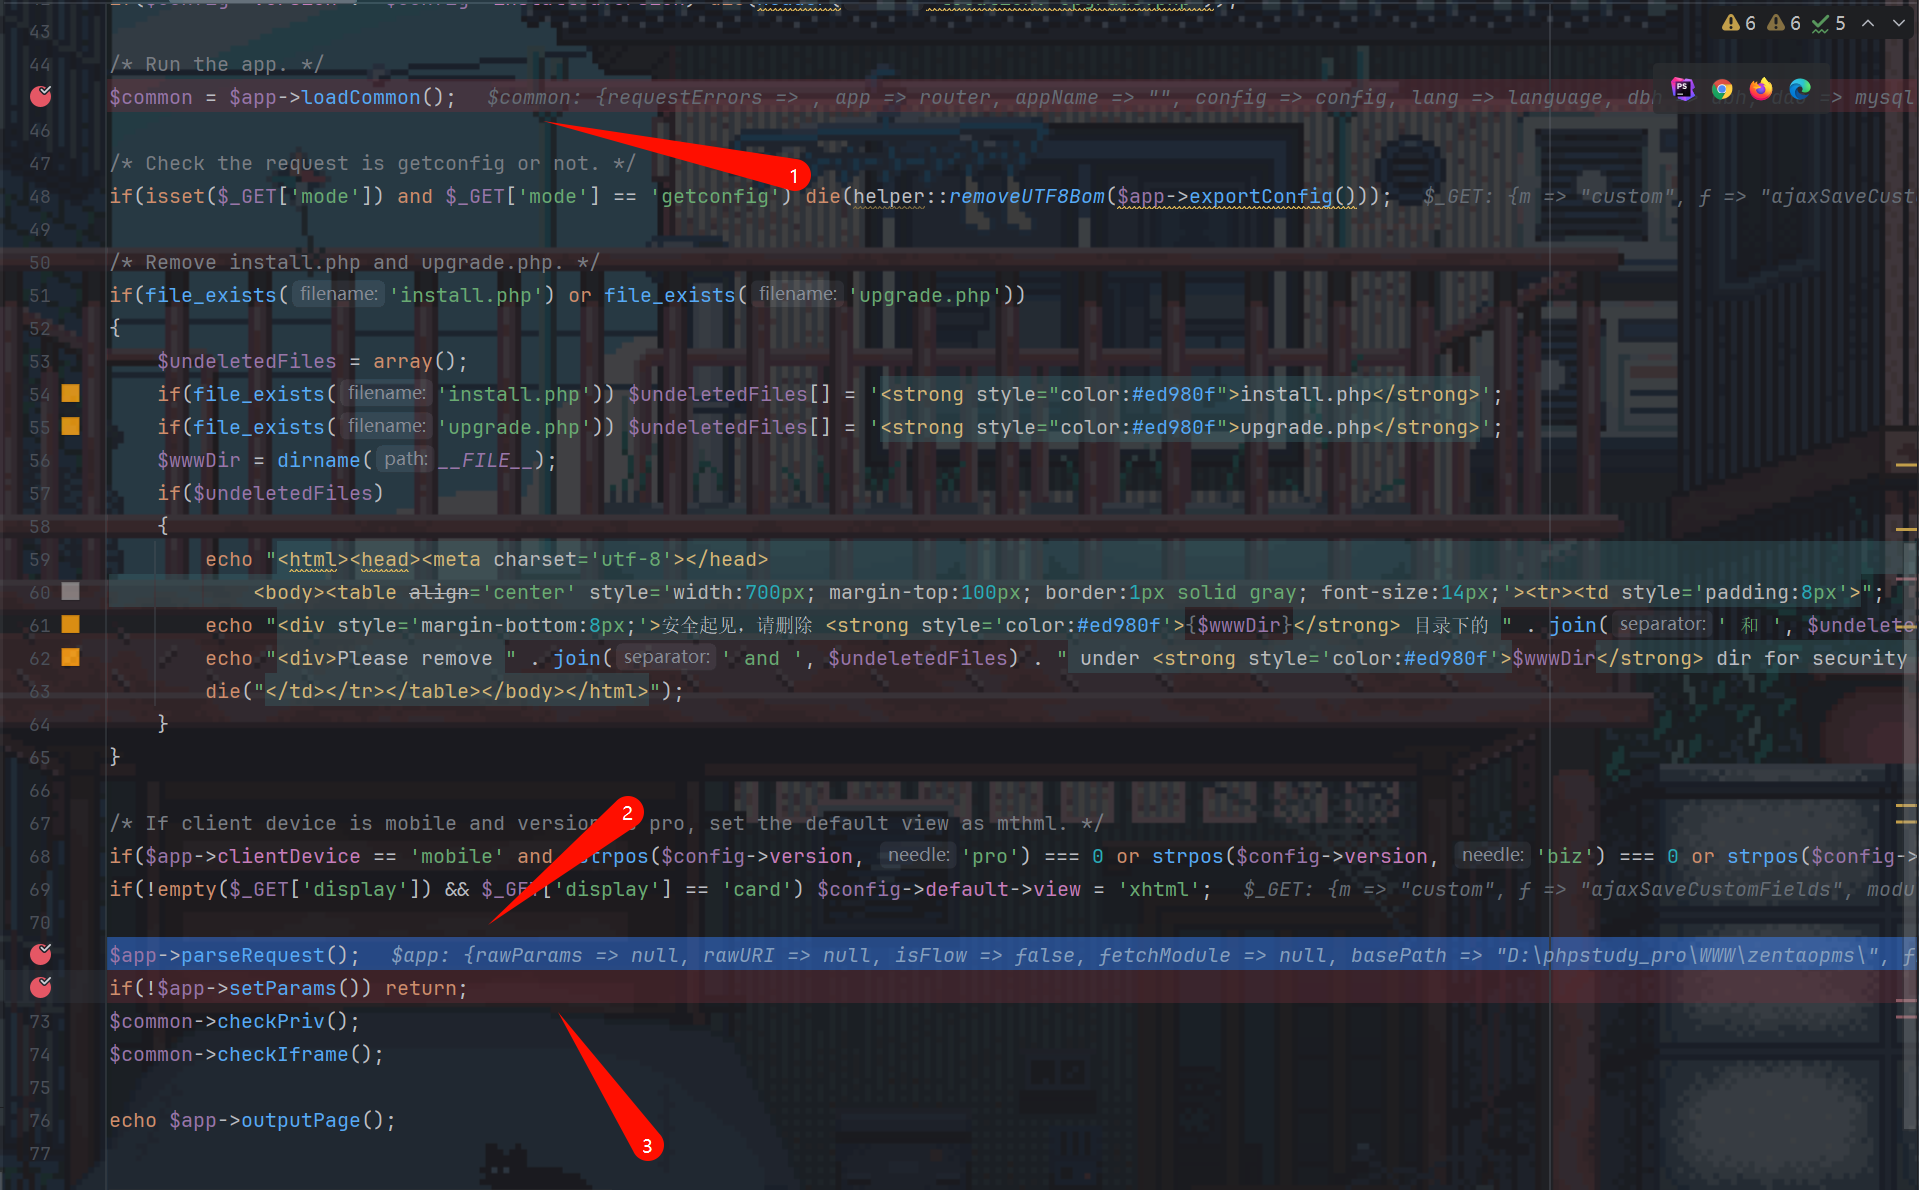 43
44 /* Run the app. */
$common = $app->loadCommon(); $common: {requestErrors => , app => router, appName => "", config => config, lang => language, dbh => mysql
46
47 /* Check the request is getconfig or not. */
48 if(isset($_GET['mode']) and $_GET['mode'] == 'getconfig') die(helper::removeUTF8Bom($app->exportConfig())); $_GET: {m => "custom", f => "ajaxSaveCust
49
50 /* Remove install.php and upgrade.php. */
51 if(file_exists( filename: 'install.php') or file_exists( filename: 'upgrade.php'))
52 {
53 $undeletedFiles = array();
54 if(file_exists( filename: 'install.php')) $undeletedFiles[] = '<strong style="color:#ed980f">install.php</strong>';
55 if(file_exists( filename: 'upgrade.php')) $undeletedFiles[] = '<strong style="color:#ed980f">upgrade.php</strong>';
56 $wwwDir = dirname( path: __FILE__);
57 if($undeletedFiles)
58 {
59 echo "<html><head><meta charset='utf-8'></head>
60 <body><table align='center' style='width:700px; margin-top:100px; border:1px solid gray; font-size:14px;'><tr><td style='padding:8px'>";
61 echo "<div style='margin-bottom:8px;'>安全起见，请删除 <strong style='color:#ed980f'>{$wwwDir}</strong> 目录下的 " . join( separator: ' 和 ', $undelete
62 echo "<div>Please remove " . join( separator: ' and ', $undeletedFiles) . " under <strong style='color:#ed980f'>$wwwDir</strong> dir for security
63 die("</td></tr></table></body></html>");
64 }
65 }
66
67 /* If client device is mobile and version pro, set the default view as mthml. */
68 if($app->clientDevice == 'mobile' and strpos($config->version, needle: 'pro') === 0 or strpos($config->version, needle: 'biz') === 0 or strpos($config->
69 if(!empty($_GET['display']) && $_GET['display'] == 'card') $config->default->view = 'xhtml'; $_GET: {m => "custom", f => "ajaxSaveCustomFields", modu
70
$app->parseRequest(); $app: {rawParams => null, rawURI => null, isFlow => false, fetchModule => null, basePath => "D:\phpstudy_pro\WWW\zentaopms\", f
if(!$app->setParams()) return;
73 $common->checkPriv();
74 $common->checkIframe();
75
76 echo $app->outputPage();
77
6 6 5
PS
1
2
3